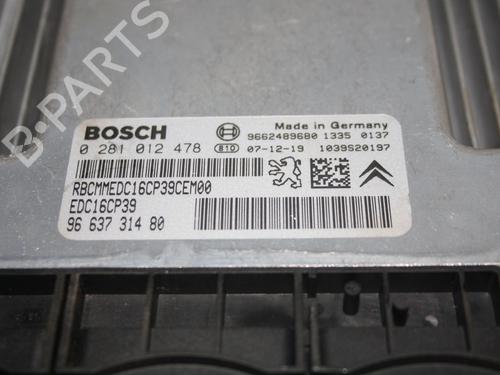 B-PARTS
BOSCH
Made in Germany
9662489680 1335 0137
0 281 012 478 B10 07-12-19 1039S20197
RBCMMEDC16CP39CEM00
EDC16CP39
96 637 314 80